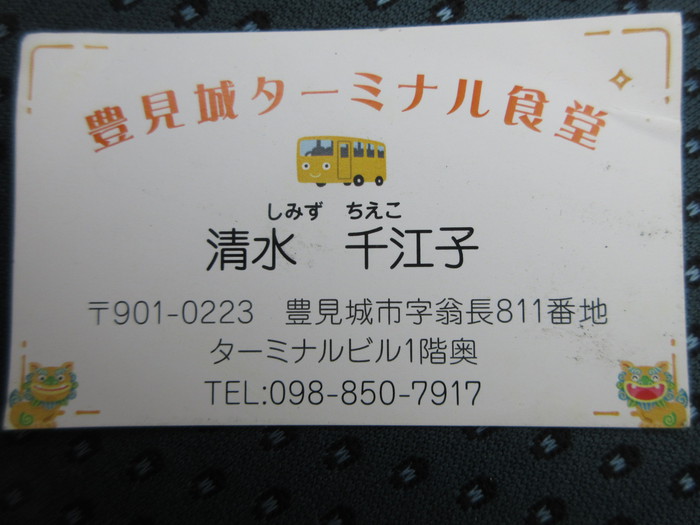 豊見城ターミナル食堂
しみず ちえこ
清水 千江子
〒901-0223 豊見城市字翁長811番地
ターミナルビル1階奥
TEL:098-850-7917